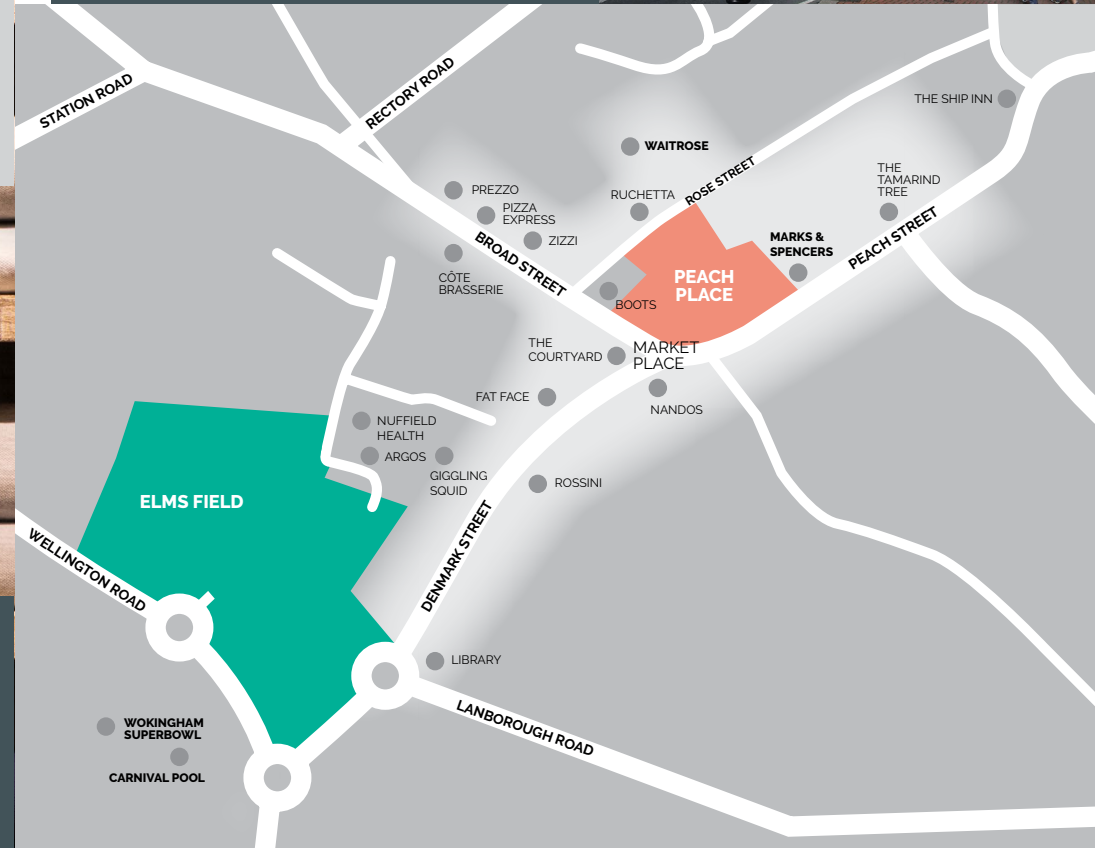 STATION ROAD
RECTORY ROAD
THE SHIP INN
WAITROSE
THE
TAMARIND
TREE
ROSE STREET
PREZZO
RUCHETTA
PIZZA
EXPRESS
ZIZZI
MARKS &
SPENCERS
PEACH STREET
BROAD STREET
CÔTE
BRASSERIE
PEACH
PLACE
BOOTS
THE
COURTYARD
MARKET
PLACE
FAT FACE
NANDOS
NUFFIELD
HEALTH
ARGOS
GIGGLING
SQUID
ROSSINI
ELMS FIELD
WELLINGTON ROAD
DENMARK STREET
LIBRARY
LANBOROUGH ROAD
WOKINGHAM
SUPERBOWL
CARNIVAL POOL